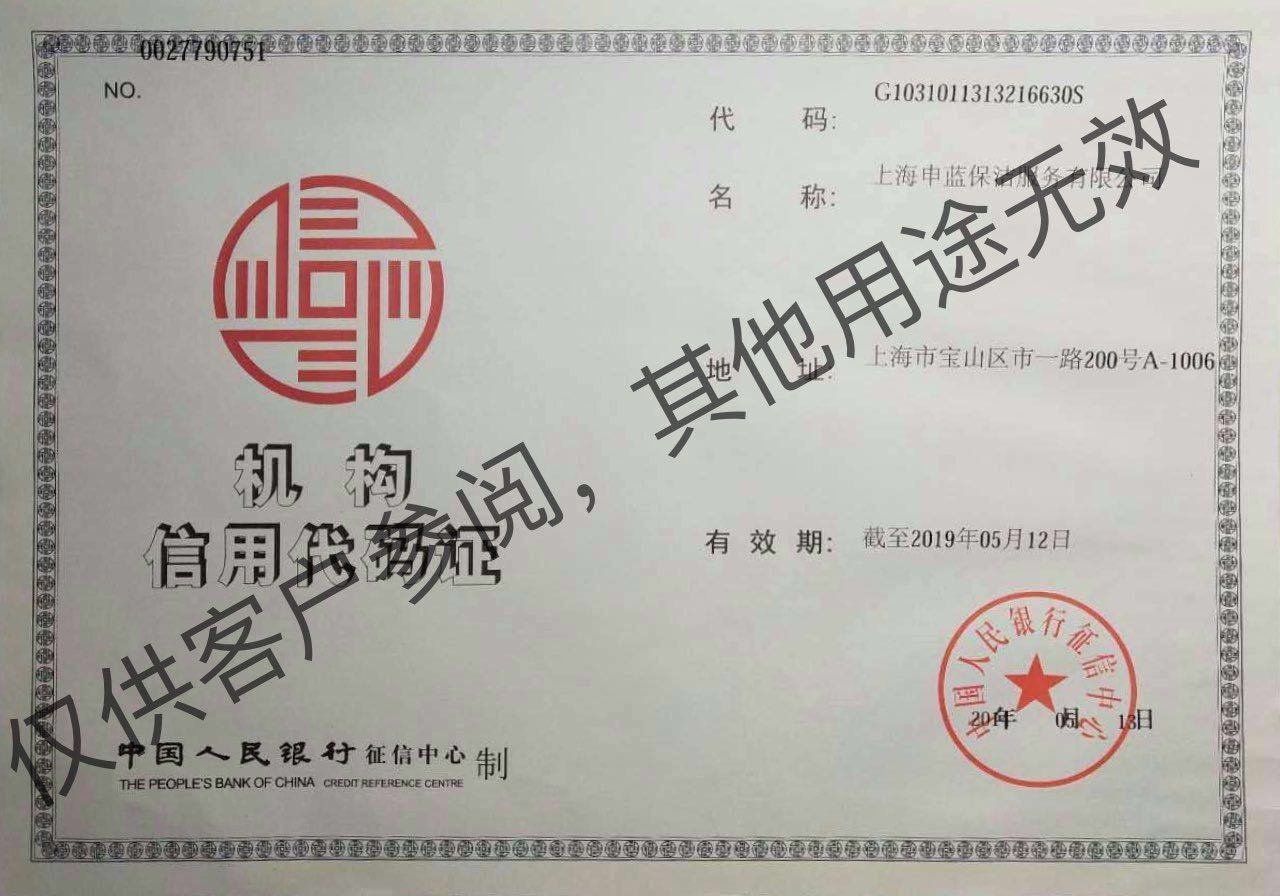 0027790751
NO.
机构
信用代码证
中国人民银行征信中心 制
THE PEOPLE'S BANK OF CHINA CREDIT REFERENCE CENTRE
代 码: G1031011313216630S
名 称: 上海申蓝保洁服务有限公司
地 址: 上海市宝山区市一路200号A-1006
有 效 期: 截至2019年05月12日
中国人民银行征信中心
年 05月 13日
仅供客户参阅，其他用途无效